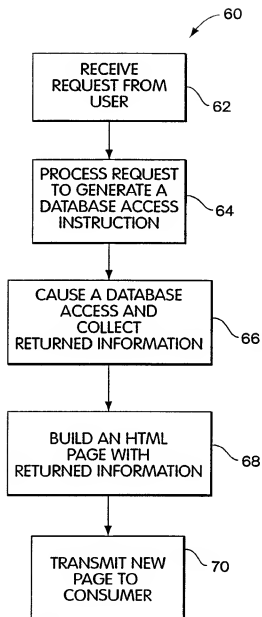 60
RECEIVE
REQUEST FROM
USER
62
PROCESS REQUEST
TO GENERATE A
DATABASE ACCESS
INSTRUCTION
64
CAUSE A DATABASE
ACCESS AND
COLLECT
RETURNED INFORMATION
66
BUILD AN HTML
PAGE WITH
RETURNED INFORMATION
68
TRANSMIT NEW
PAGE TO
CONSUMER
70